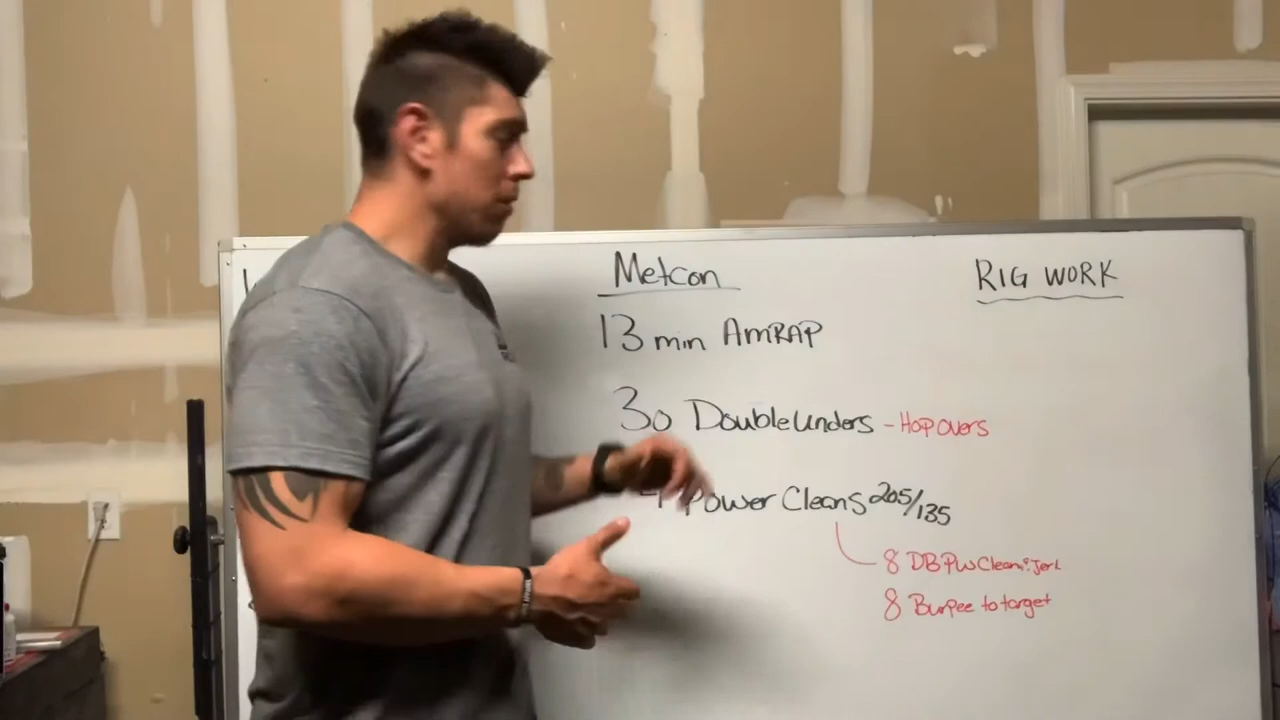 Metcon
RIG WORK
13 min AMRAP
30 DoubleUnders - Hop overs
Power Cleans 205/135
8 DB Pw Clean & Jerk
8 Burpee to target